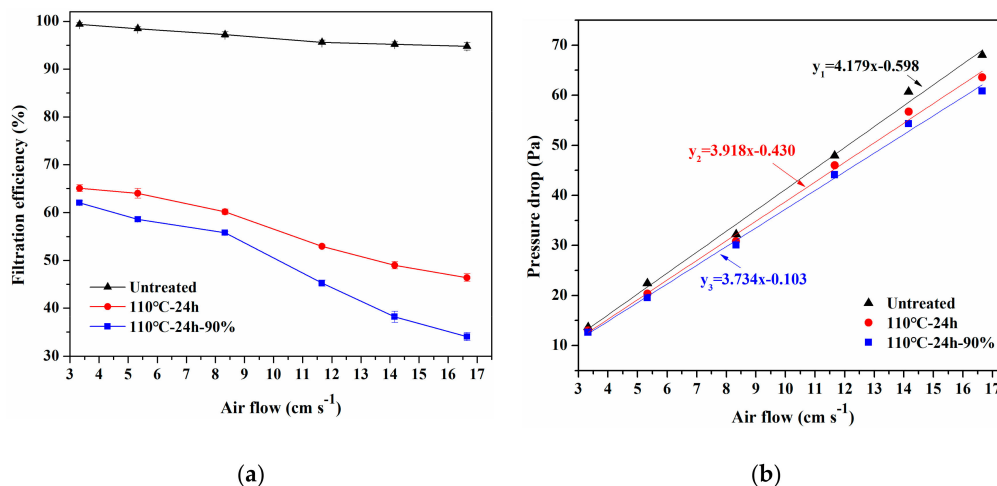 100
90
80
70
60
50
40
30
Filtration efficiency (%)
Untreated
110°C-24h
110°C-24h-90%
3 4 5 6 7 8 9 10 11 12 13 14 15 16 17
Air flow (cm s-1)
(a)
70
60
50
40
30
20
10
Pressure drop (Pa)
y1=4.179x-0.598
y2=3.918x-0.430
y3=3.734x-0.103
Untreated
110°C-24h
110°C-24h-90%
3 4 5 6 7 8 9 10 11 12 13 14 15 16 17
Air flow (cm s-1)
(b)